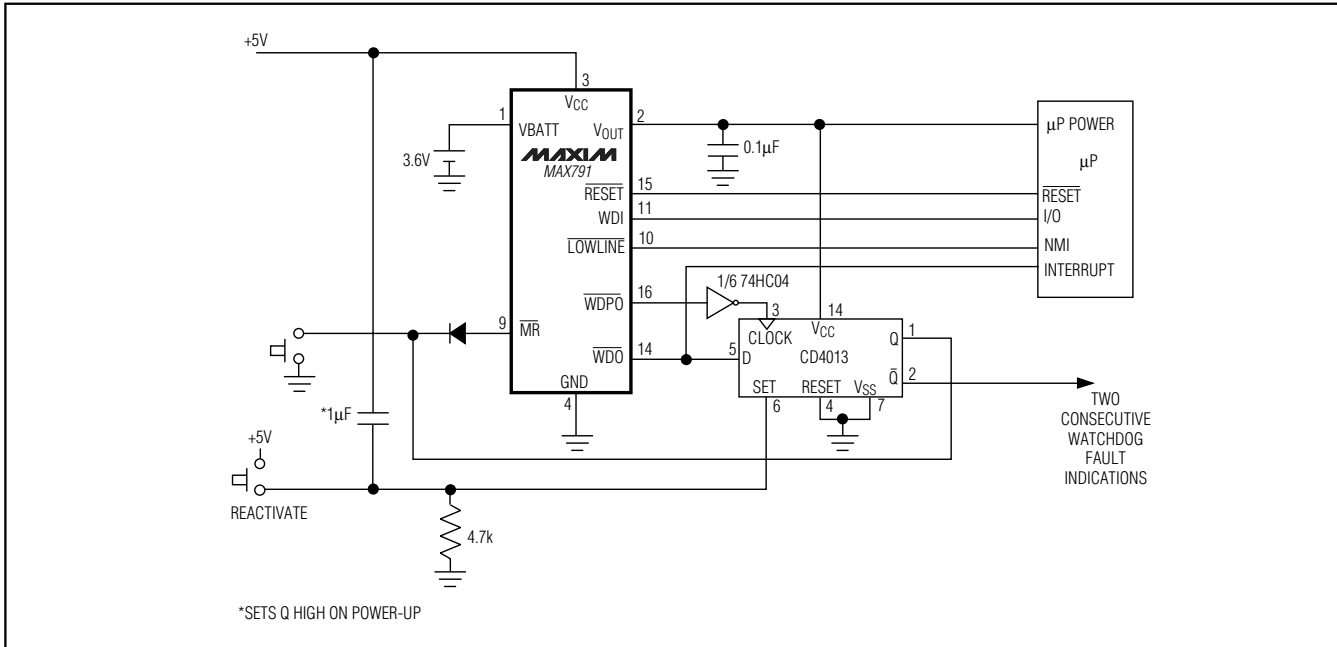 +5V
3
VCC
1
VBATT
VOUT
2
3.6V
MAXIM
MAX791
0.1µF
µP POWER
µP
RESET
15
RESET
WDI
11
I/O
LOWLINE
10
NMI
INTERRUPT
1/6 74HC04
WDPO
16
9
MR
3
14
CLOCK
VCC
1
WDO
14
5
D
CD4013
Q
Q
2
GND
4
SET
RESET
VSS
6
4
7
*1µF
+5V
REACTIVATE
4.7k
TWO
CONSECUTIVE
WATCHDOG
FAULT
INDICATIONS
*SETS Q HIGH ON POWER-UP